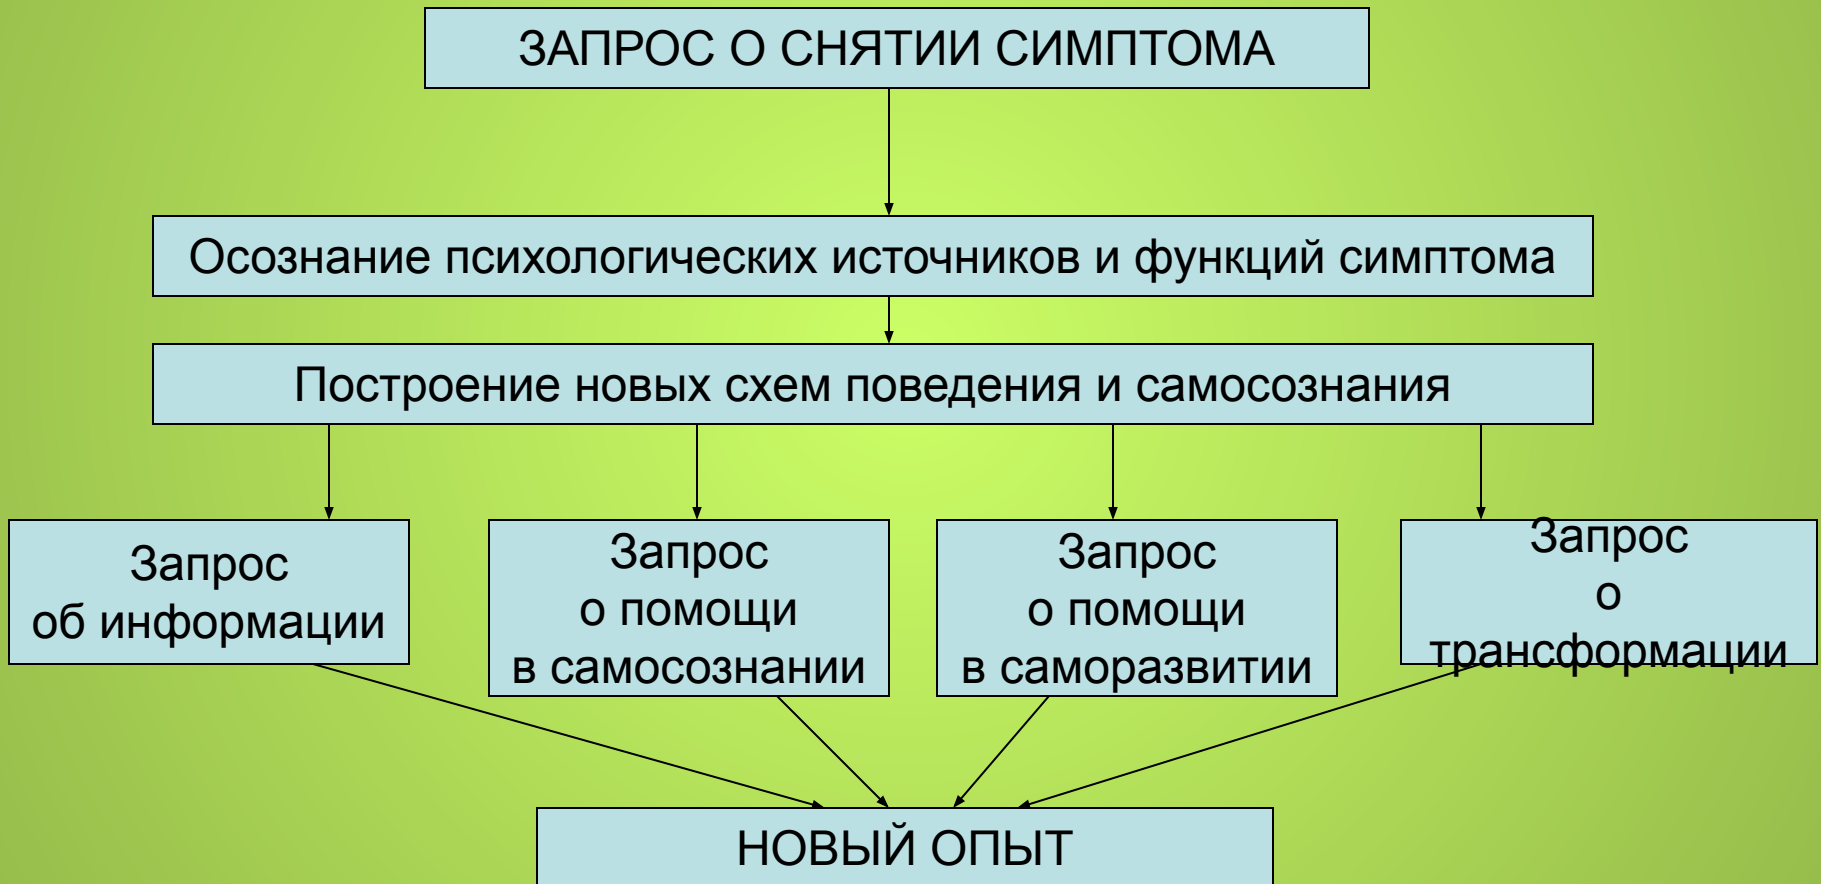 ЗАПРОС О СНЯТИИ СИМПТОМА
Осознание психологических источников и функций симптома
Построение новых схем поведения и самосознания
Запрос
об информации
Запрос
о помощи
в самосознании
Запрос
о помощи
в саморазвитии
Запрос
о
трансформации
НОВЫЙ ОПЫТ